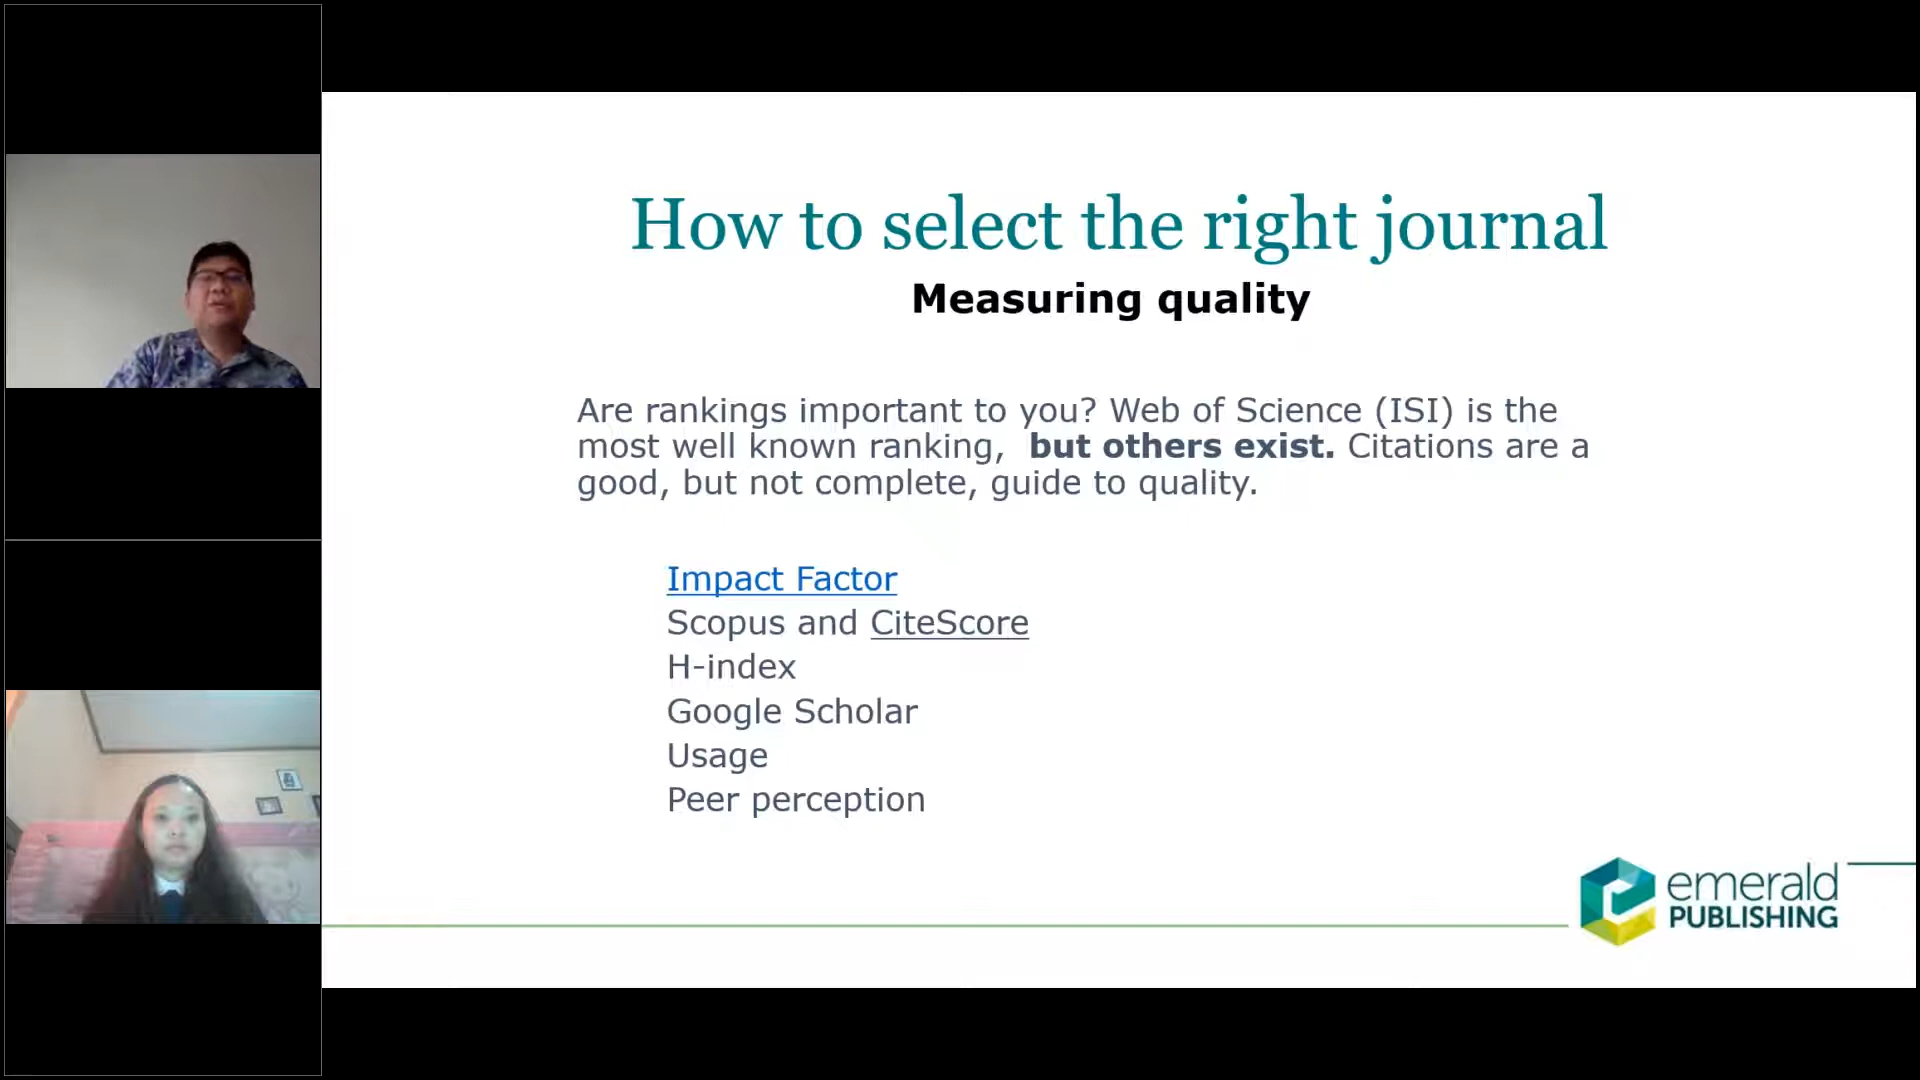 How to select the right journal
Measuring quality
Are rankings important to you? Web of Science (ISI) is the
most well known ranking,  but others exist. Citations are a
good, but not complete, guide to quality.
Impact Factor
Scopus and CiteScore
H-index
Google Scholar
Usage
Peer perception
emerald
PUBLISHING